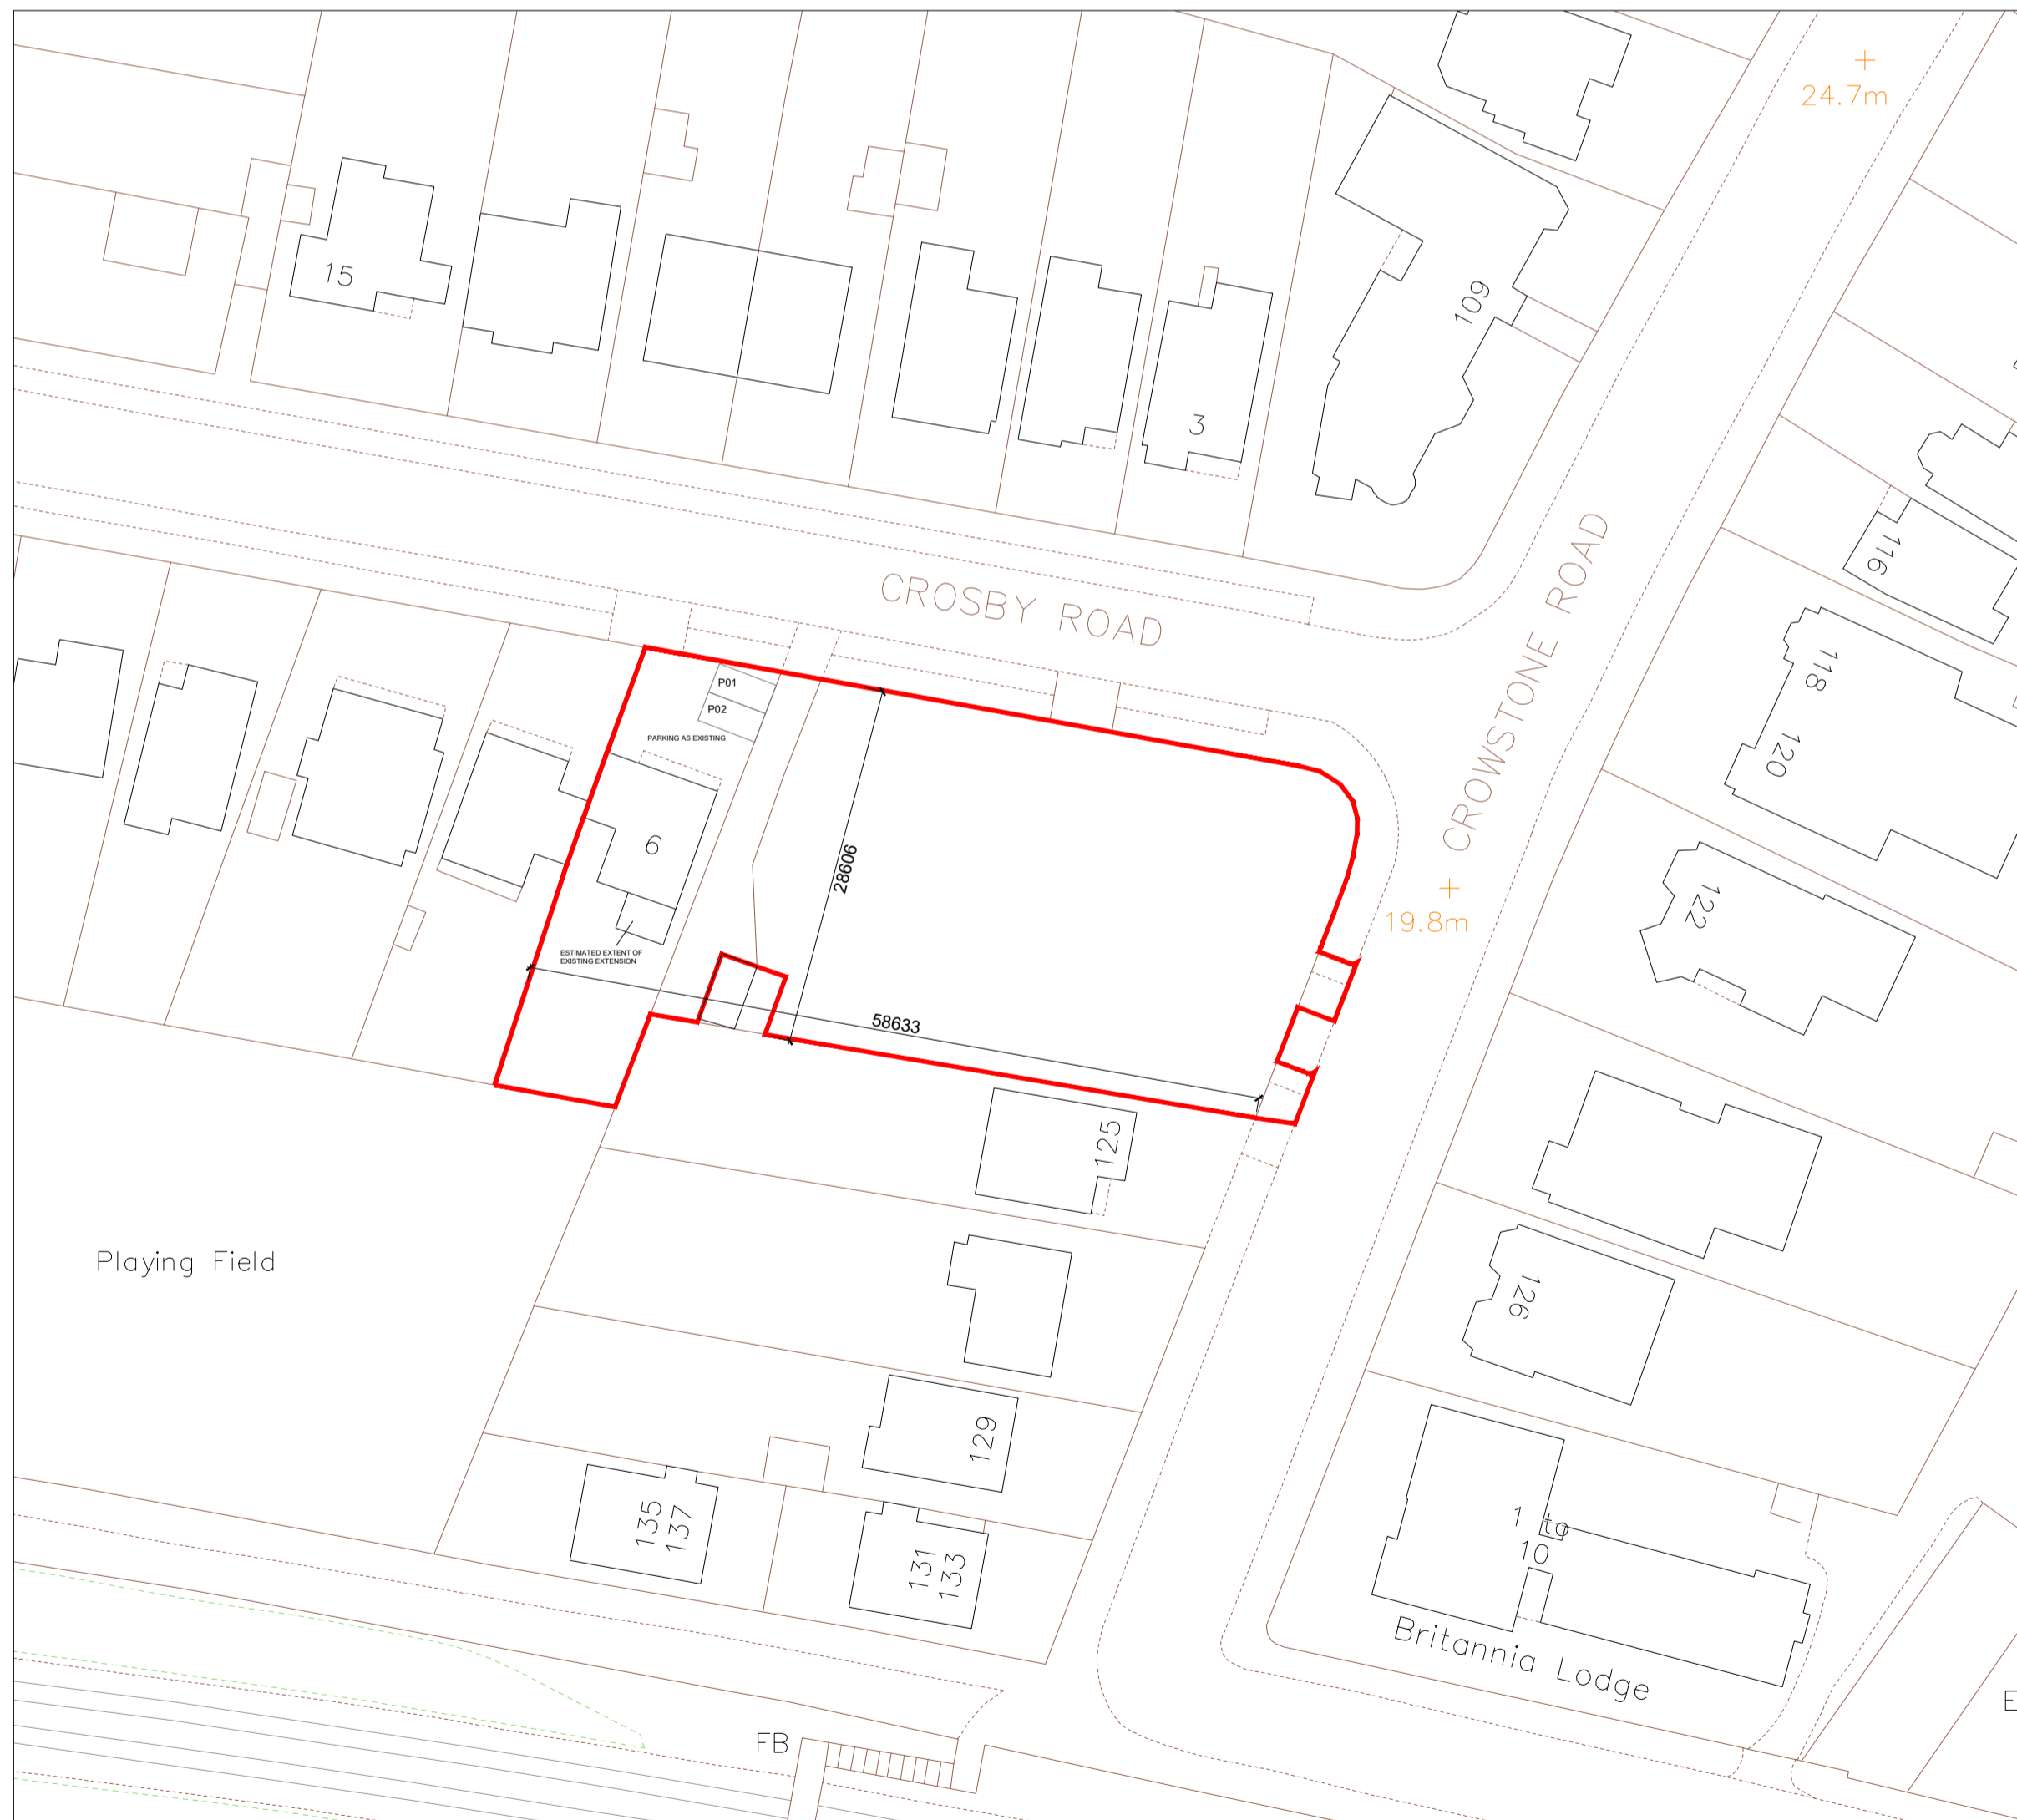 24.7m
15
109
3
CROSBY ROAD
CROWSTONE ROAD
116
118
120
P01
P02
PARKING AS EXISTING
6
28606
122
19.8m
ESTIMATED EXTENT OF
EXISTING EXTENSION
58633
125
Playing Field
126
129
135
137
131
133
1 to
10
Britannia Lodge
FB
E